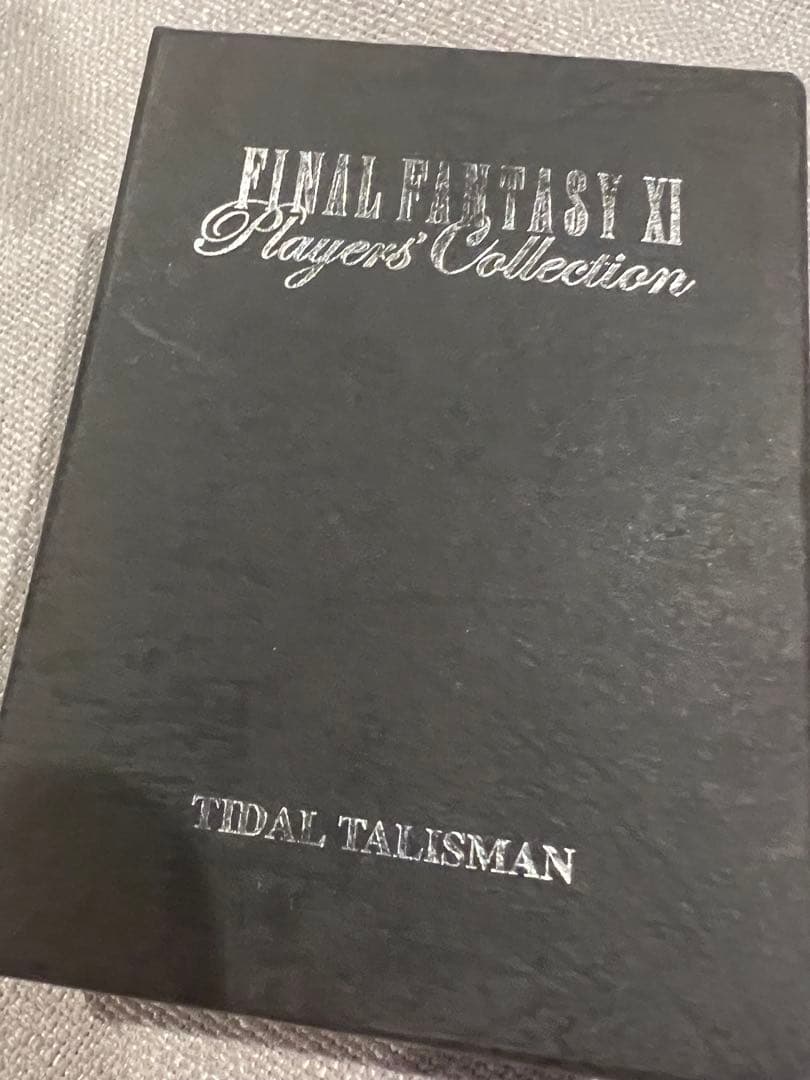 FINAL FANTASY XI
Players' Collection
TIDAL TALISMAN